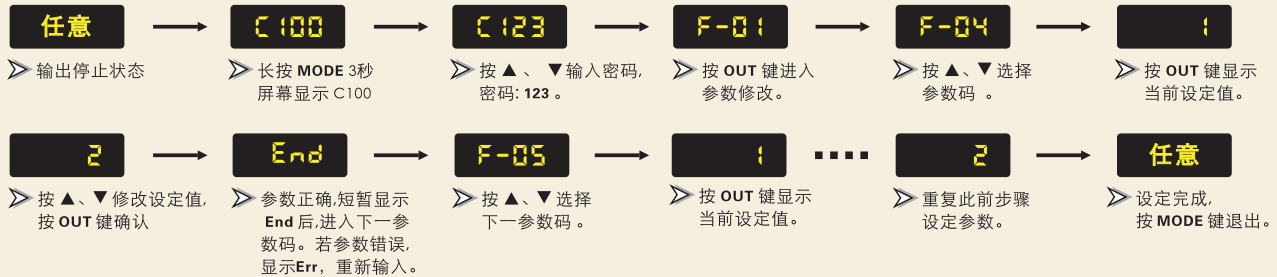 任意
C100
C123
F-01
F-04
1
输出停止状态
长按 MODE 3秒
屏幕显示 C100
按 ▲ 、 ▼输入密码,
密码: 123 。
按 OUT 键进入
参数修改。
按 ▲、▼ 选择
参数码 。
按 OUT 键显示
当前设定值。
2
End
F-05
1
2
任意
按 ▲、▼ 修改设定值,
按 OUT 键确认
参数正确,短暂显示
End 后,进入下一参
数码。若参数错误,
显示Err，重新输入。
按 ▲、▼ 选择
下一参数码 。
按 OUT 键显示
当前设定值。
重复此前步骤
设定参数。
设定完成,
按 MODE 键退出。